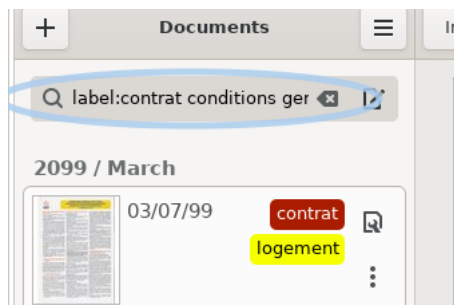 Documents
label:contrat conditions ger
2099 / March
03/07/99
contrat
logement